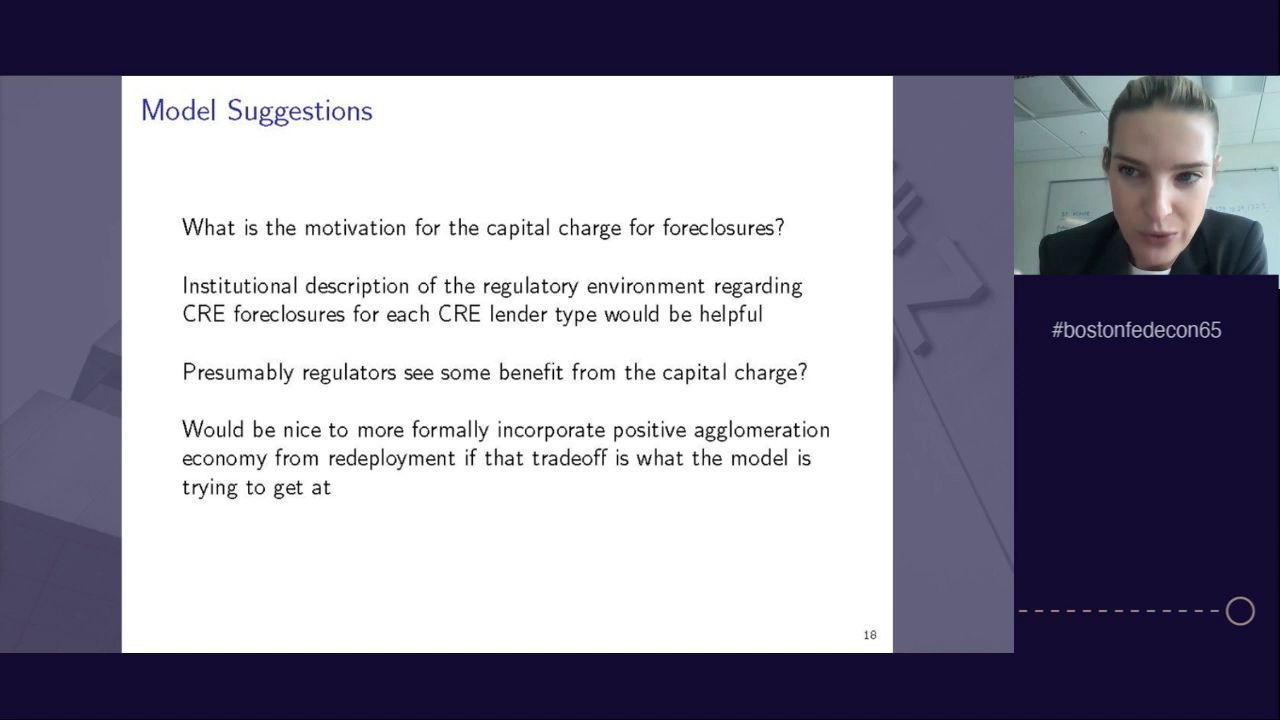 Model Suggestions
What is the motivation for the capital charge for foreclosures?
Institutional description of the regulatory environment regarding
CRE foreclosures for each CRE lender type would be helpful
Presumably regulators see some benefit from the capital charge?
Would be nice to more formally incorporate positive agglomeration
economy from redeployment if that tradeoff is what the model is
trying to get at
18
#bostonfedecon65